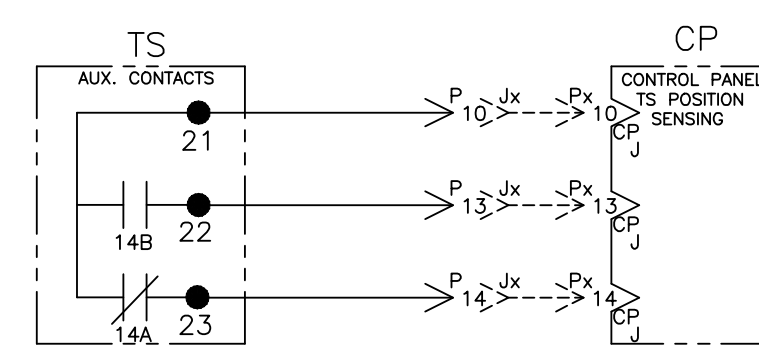 TS
AUX. CONTACTS
CP
CONTROL PANEL
TS POSITION
SENSING
21
P
10
Jx
Px
10
CP
J
14B
22
P
13
Jx
Px
13
CP
J
14A
23
P
14
Jx
Px
14
CP
J